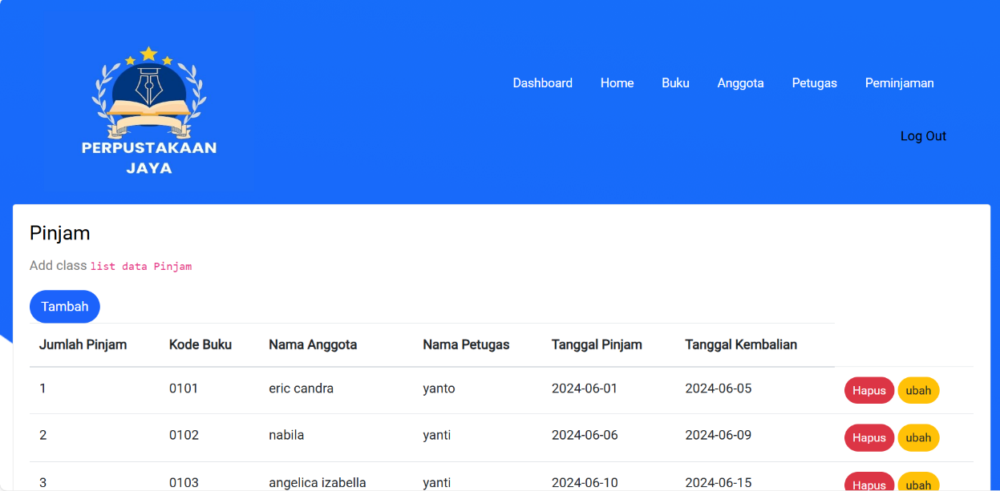 PERPUSTAKAAN
JAYA
Dashboard Home Buku Anggota Petugas Peminjaman
Log Out
Pinjam
Add class list data Pinjam
Tambah
Jumlah Pinjam Kode Buku Nama Anggota Nama Petugas Tanggal Pinjam Tanggal Kembalian
1 0101 eric candra yanto 2024-06-01 2024-06-05 Hapus ubah
2 0102 nabila yanti 2024-06-06 2024-06-09 Hapus ubah
3 0103 angelica izabella yanti 2024-06-10 2024-06-15 Hapus ubah